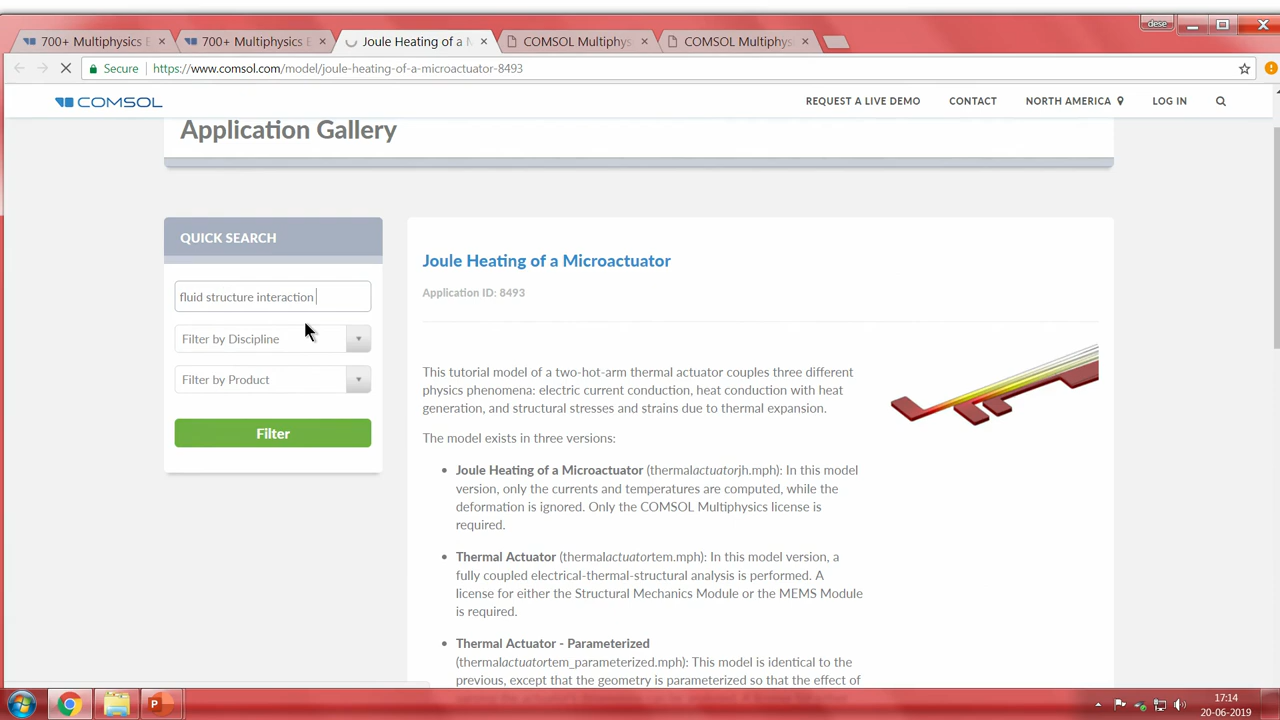 dese
700+ Multiphysics E
700+ Multiphysics E
Joule Heating of a M
COMSOL Multiphys
COMSOL Multiphys
Secure
https://www.comsol.com/model/joule-heating-of-a-microactuator-8493
COMSOL
REQUEST A LIVE DEMO
CONTACT
NORTH AMERICA
LOG IN
Application Gallery
QUICK SEARCH
fluid structure interaction
Filter by Discipline
Filter by Product
Filter
Joule Heating of a Microactuator
Application ID: 8493
This tutorial model of a two-hot-arm thermal actuator couples three different
physics phenomena: electric current conduction, heat conduction with heat
generation, and structural stresses and strains due to thermal expansion.
The model exists in three versions:
Joule Heating of a Microactuator (thermalactuatorjh.mph): In this model
version, only the currents and temperatures are computed, while the
deformation is ignored. Only the COMSOL Multiphysics license is
required.
Thermal Actuator (thermalactuatortem.mph): In this model version, a
fully coupled electrical-thermal-structural analysis is performed. A
license for either the Structural Mechanics Module or the MEMS Module
is required.
Thermal Actuator - Parameterized
(thermalactuatortem_parameterized.mph): This model is identical to the
previous, except that the geometry is parameterized so that the effect of
17:14
20-06-2019